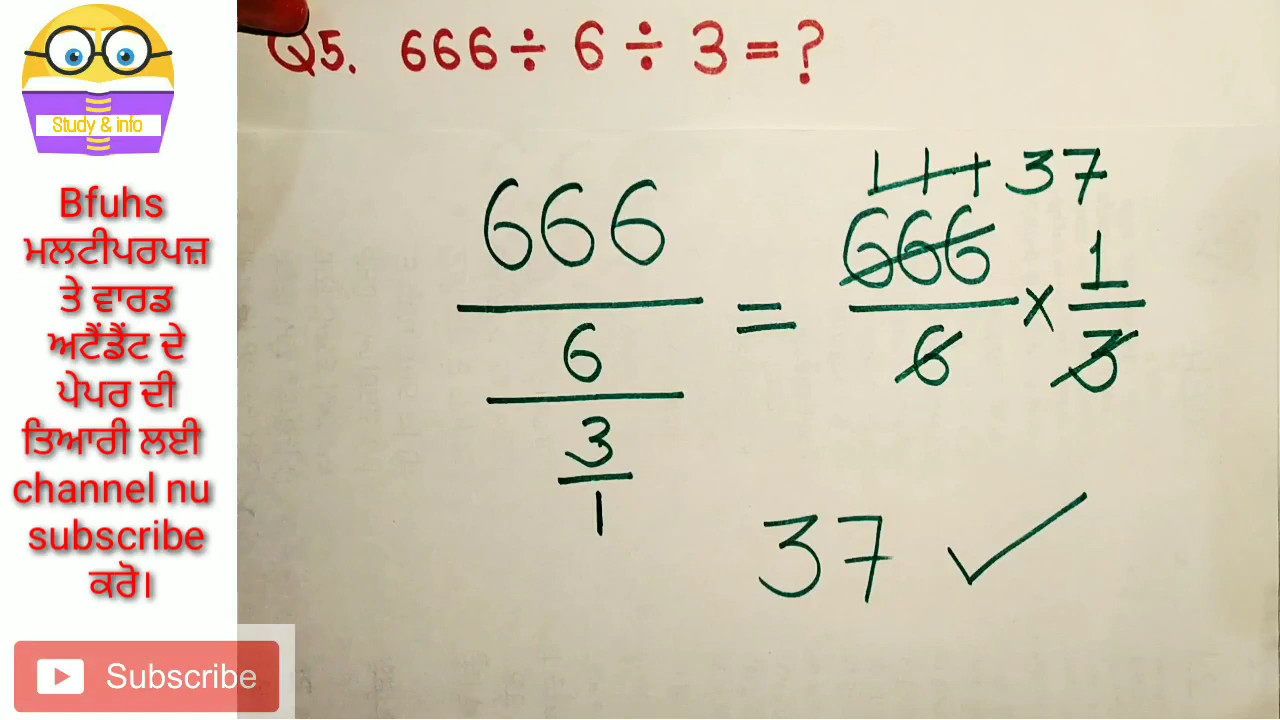 Study & info
Bfuhs
ਮਲਟੀਪਰਪਜ਼
ਤੇ ਵਾਰਡ
ਅਟੈਂਡੈਂਟ ਦੇ
ਪੇਪਰ ਦੀ
ਤਿਆਰੀ ਲਈ
channel nu
subscribe
ਕਰੋ।
Subscribe
Q5. 666 ÷ 6 ÷ 3 = ?
111 37
666 = 666 × 1
6 6 3
3
1
37 ✓